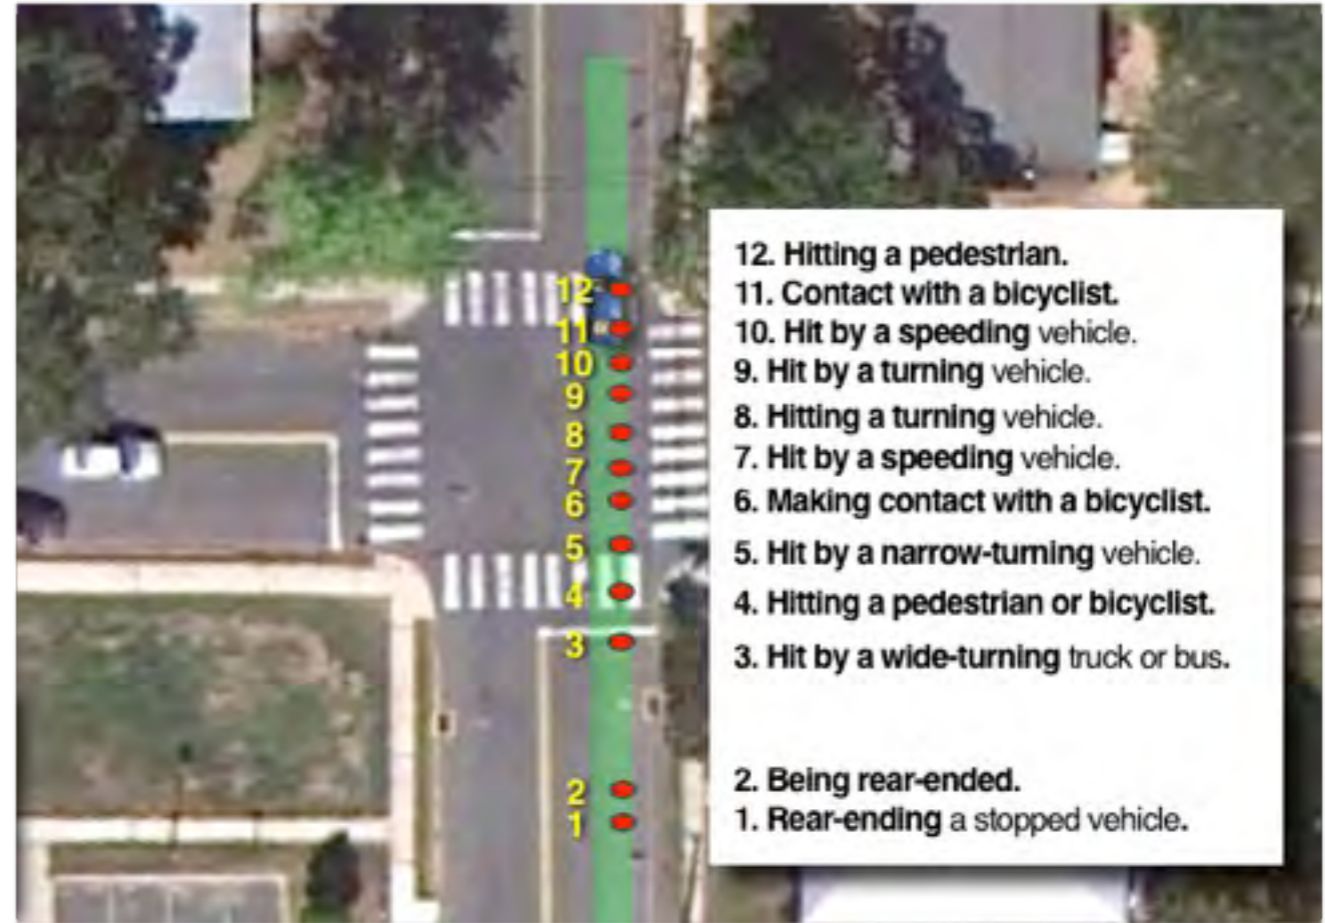 12
11
10
9
8
7
6
5
4
3
2
1
12. Hitting a pedestrian.
11. Contact with a bicyclist.
10. Hit by a speeding vehicle.
9. Hit by a turning vehicle.
8. Hitting a turning vehicle.
7. Hit by a speeding vehicle.
6. Making contact with a bicyclist.
5. Hit by a narrow-turning vehicle.
4. Hitting a pedestrian or bicyclist.
3. Hit by a wide-turning truck or bus.
2. Being rear-ended.
1. Rear-ending a stopped vehicle.